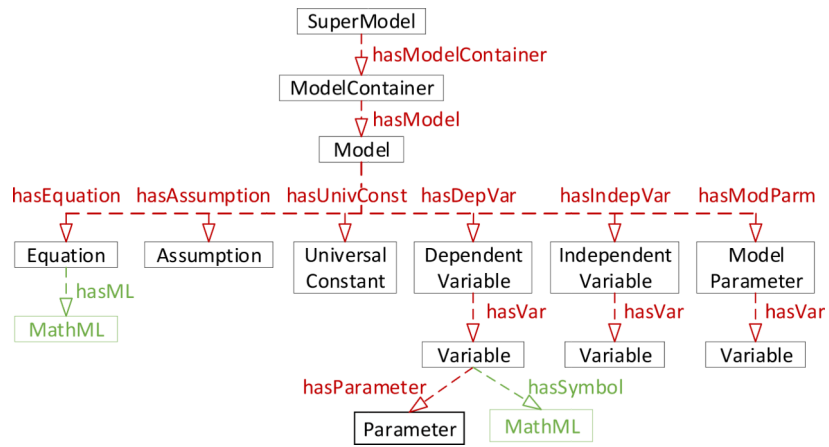 SuperModel
hasModelContainer
ModelContainer
hasModel
Model
hasEquation hasAssumption hasUnivConst hasDepVar hasIndepVar hasModParm
Equation Assumption Universal Dependent Independent Model
Constant Variable Variable Parameter
hasML hasVar hasVar hasVar
MathML Variable Variable Variable
hasParameter hasSymbol
Parameter MathML